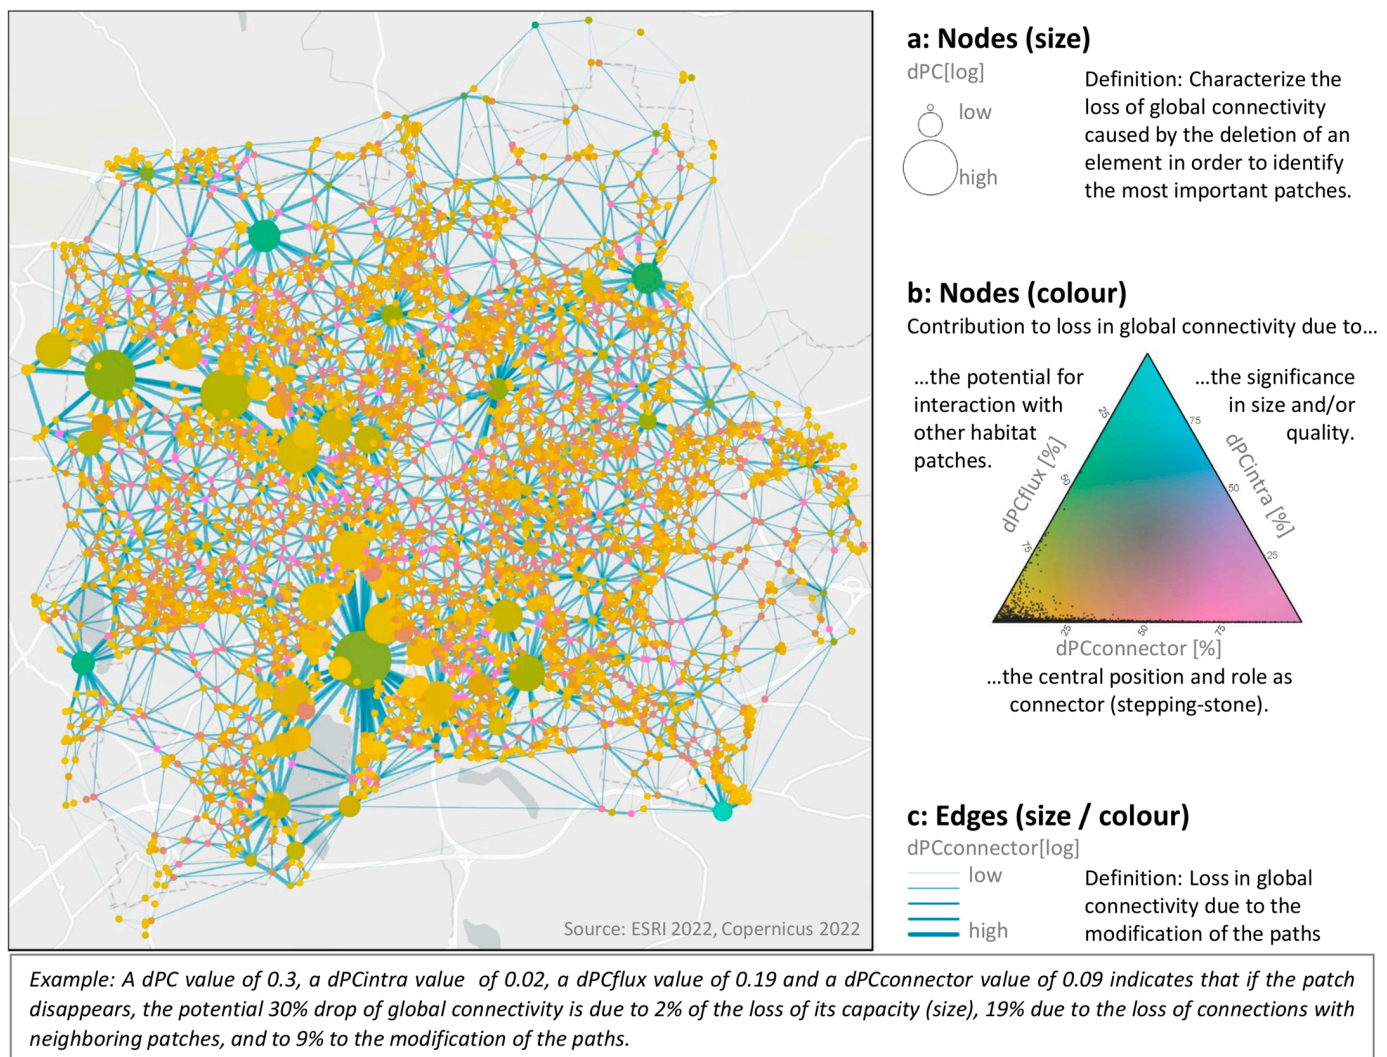 a: Nodes (size)
dPC[log]
low
high
Definition: Characterize the
loss of global connectivity
caused by the deletion of an
element in order to identify
the most important patches.
b: Nodes (colour)
Contribution to loss in global connectivity due to...
...the potential for
interaction with
other habitat
patches.
...the significance
in size and/or
quality.
dPCflux [%]
25
50
75
dPCintra [%]
75
50
25
25
50
75
dPCconnector [%]
...the central position and role as
connector (stepping-stone).
c: Edges (size / colour)
dPCconnector[log]
low
high
Definition: Loss in global
connectivity due to the
modification of the paths
Source: ESRI 2022, Copernicus 2022
Example: A dPC value of 0.3, a dPCintra value of 0.02, a dPCflux value of 0.19 and a dPCconnector value of 0.09 indicates that if the patch
disappears, the potential 30% drop of global connectivity is due to 2% of the loss of its capacity (size), 19% due to the loss of connections with
neighboring patches, and to 9% to the modification of the paths.